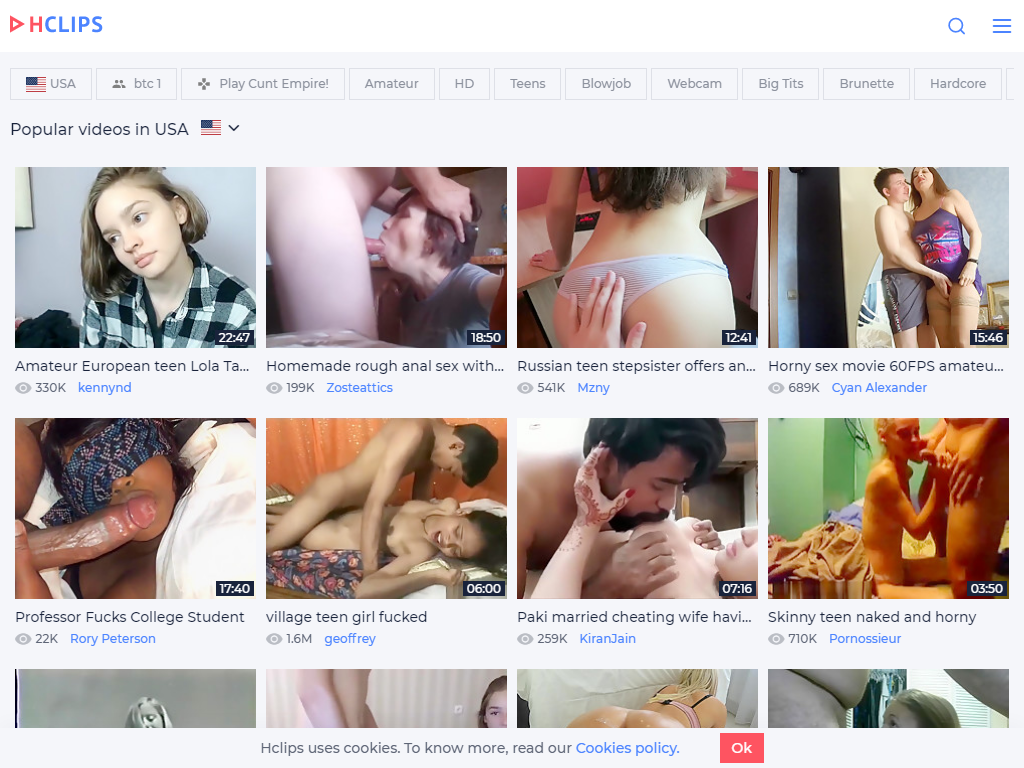 HCLIPS
USA
btc 1
Play Cunt Empire!
Amateur
HD
Teens
Blowjob
Webcam
Big Tits
Brunette
Hardcore
Popular videos in USA
22:47
18:50
12:41
15:46
Amateur European teen Lola Ta...
Homemade rough anal sex with...
Russian teen stepsister offers an...
Horny sex movie 60FPS amateu...
330K kennynd
199K Zosteattics
541K Mzny
689K Cyan Alexander
17:40
06:00
07:16
03:50
Professor Fucks College Student
village teen girl fucked
Paki married cheating wife havi...
Skinny teen naked and horny
22K Rory Peterson
1.6M geoffrey
259K KiranJain
710K Pornossieur
Hclips uses cookies. To know more, read our Cookies policy.
Ok